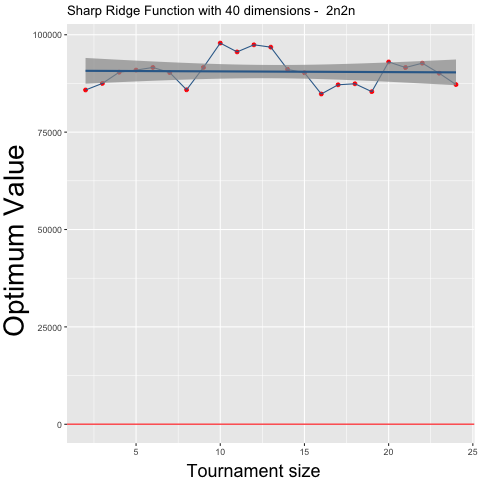 Sharp Ridge Function with 40 dimensions -  2n2n
Optimum Value
100000
75000
50000
25000
0
5 10 15 20 25
Tournament size